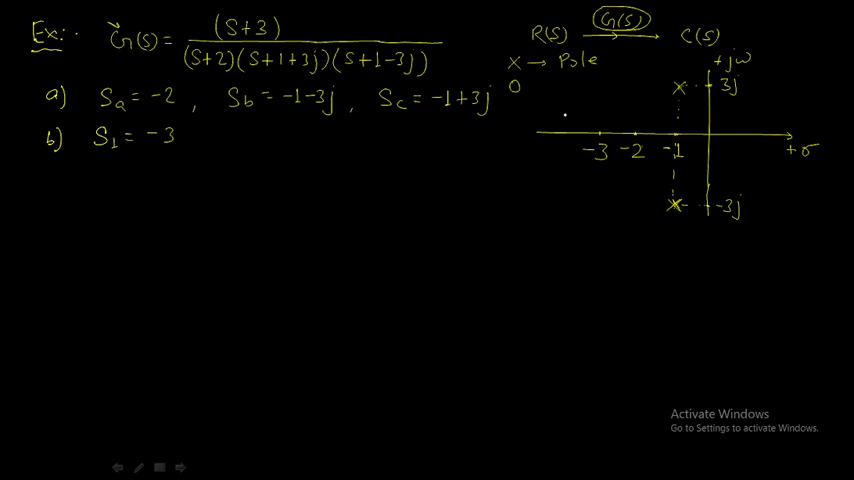 Ex:. G(s) = (S+3) / (S+2)(S+1+3j)(S+1-3j)
a) Sa = -2 , Sb = -1-3j , Sc = -1+3j
b) S1 = -3
R(S) G(S) C(S)
X → Pole
O
+jω
3j
-3 -2 -1 +σ
-3j
Activate Windows
Go to Settings to activate Windows.